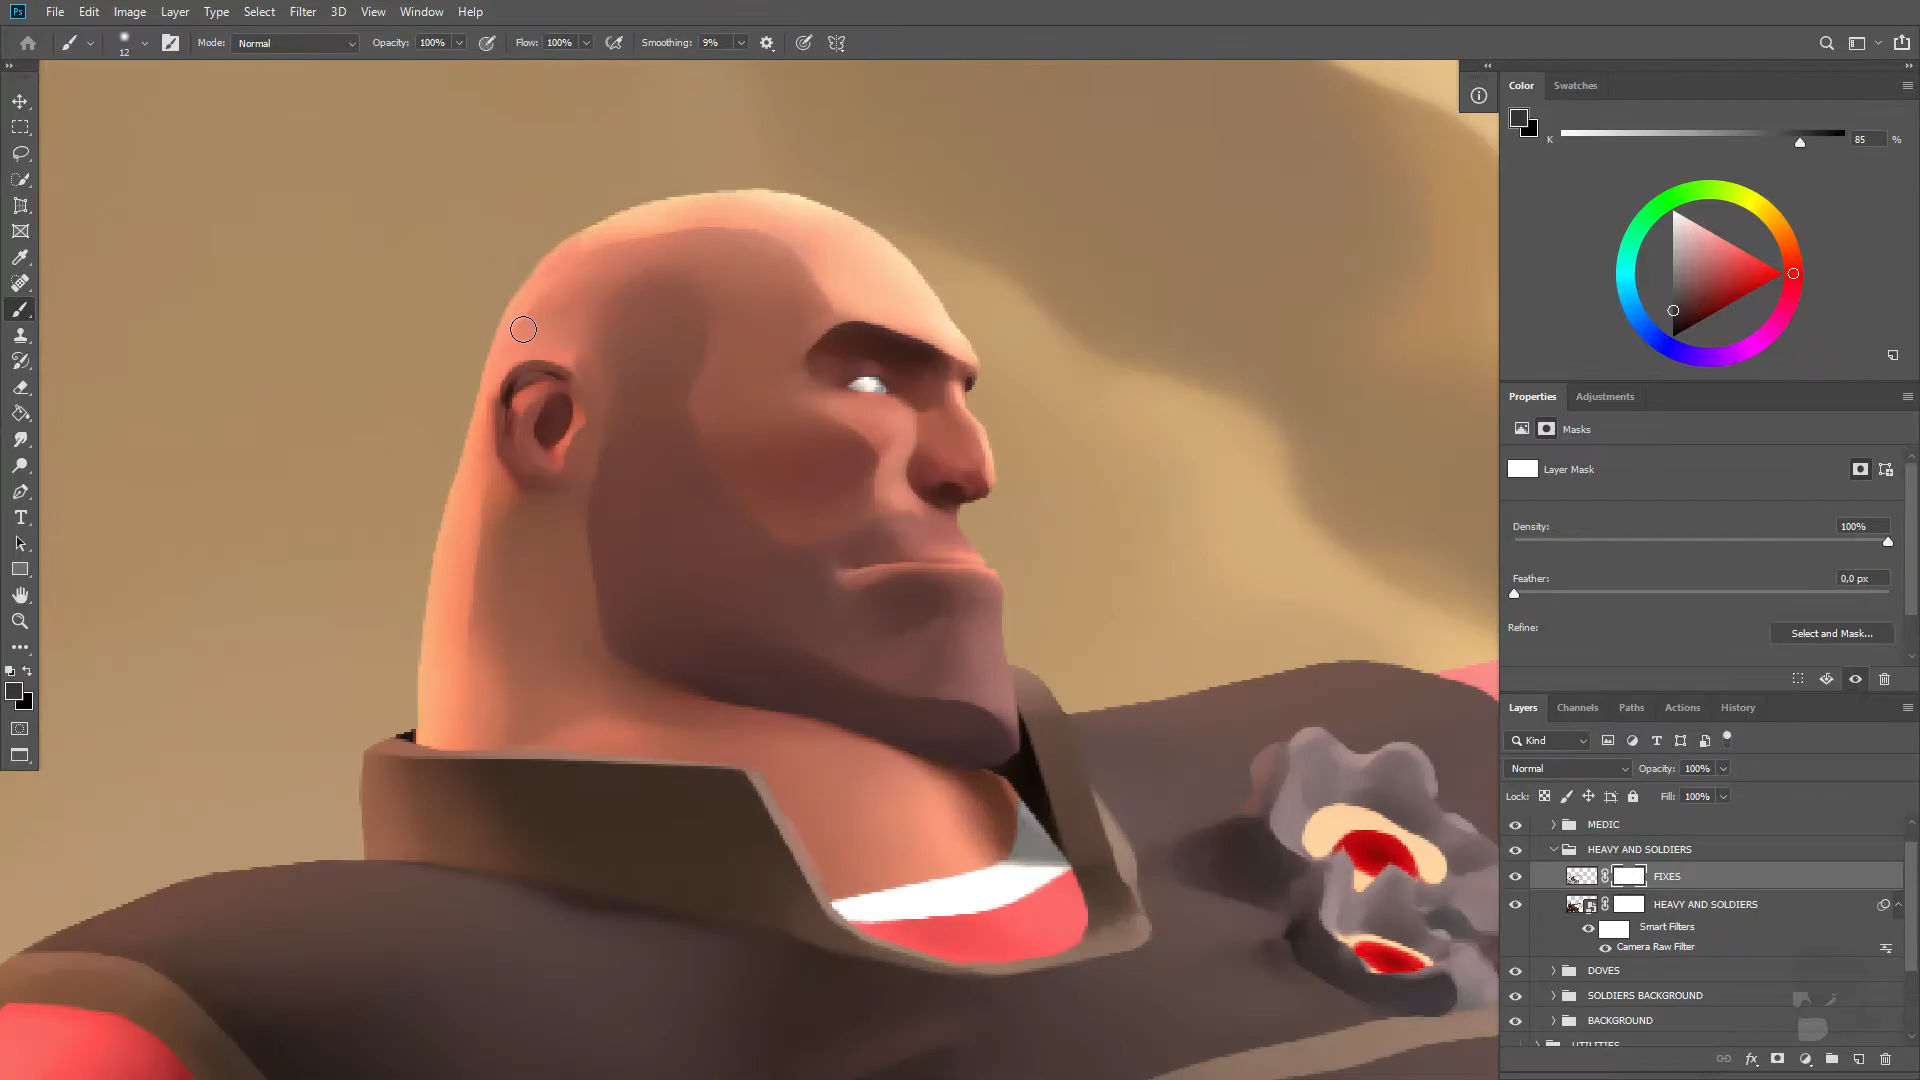 Ps File Edit Image Layer Type Select Filter 3D View Window Help
12 Mode: Normal Opacity: 100% Flow: 100% Smoothing: 9%
Color Swatches
K 85 %
Properties Adjustments
Masks
Layer Mask
Density: 100%
Feather: 0,0 px
Refine: Select and Mask...
Layers Channels Paths Actions History
Kind
Normal Opacity: 100%
Lock: Fill: 100%
MEDIC
HEAVY AND SOLDIERS
FIXES
HEAVY AND SOLDIERS
Smart Filters
Camera Raw Filter
DOVES
SOLDIERS BACKGROUND
BACKGROUND
UTILITIES